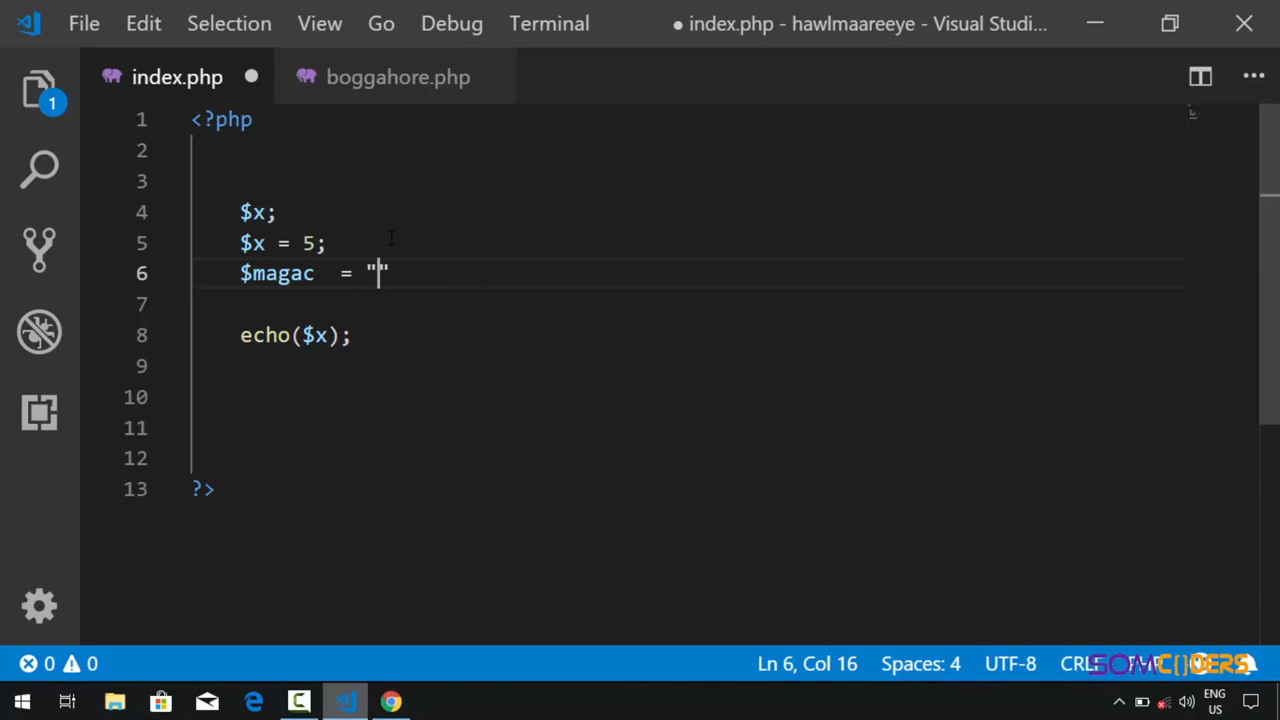 File Edit Selection View Go Debug Terminal ● index.php - hawlmaareeye - Visual Studi...
1
index.php ● boggahore.php ...
1 <?php
2
3
4 $x;
5 $x = 5;
6 $magac  = ""
7
8 echo($x);
9
10
11
12
13 ?>
0 0 Ln 6, Col 16 Spaces: 4 UTF-8 CRLF
SOMC{}DERS
ENG
US